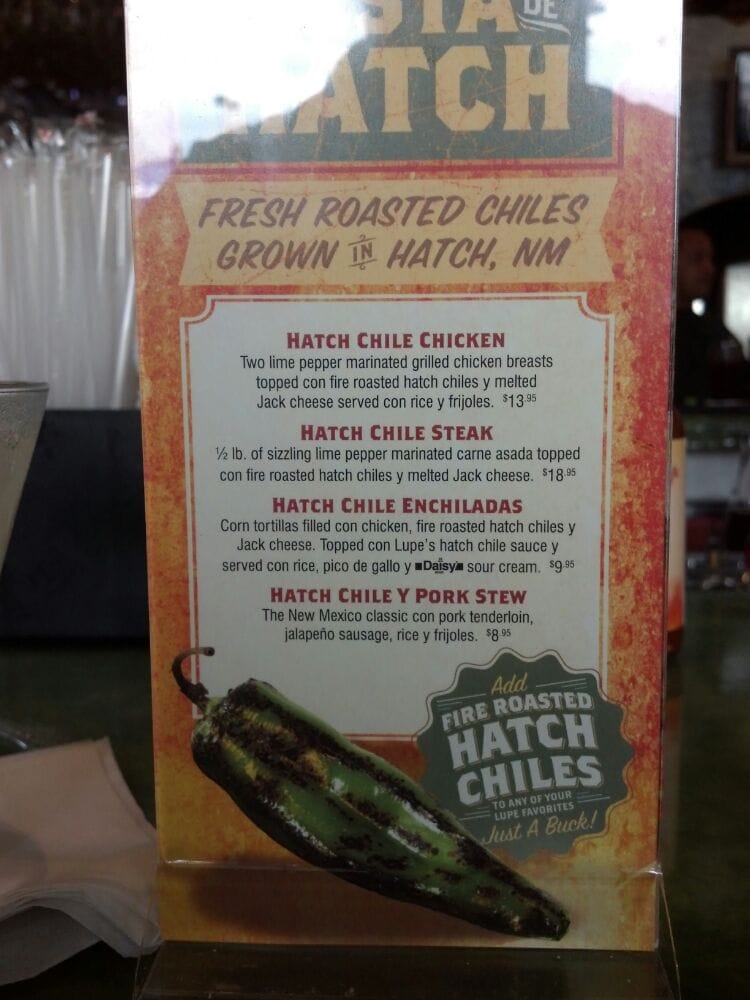 DE
HATCH
FRESH ROASTED CHILES
GROWN IN HATCH, NM
HATCH CHILE CHICKEN
Two lime pepper marinated grilled chicken breasts
topped con fire roasted hatch chiles y melted
Jack cheese served con rice y frijoles. $13.95
HATCH CHILE STEAK
½ lb. of sizzling lime pepper marinated carne asada topped
con fire roasted hatch chiles y melted Jack cheese. $18.95
HATCH CHILE ENCHILADAS
Corn tortillas filled con chicken, fire roasted hatch chiles y
Jack cheese. Topped con Lupe's hatch chile sauce y
served con rice, pico de gallo y Daisy sour cream. $9.95
HATCH CHILE Y PORK STEW
The New Mexico classic con pork tenderloin,
jalapeño sausage, rice y frijoles. $8.95
Add
FIRE ROASTED
HATCH
CHILES
TO ANY OF YOUR
LUPE FAVORITES
Just A Buck!